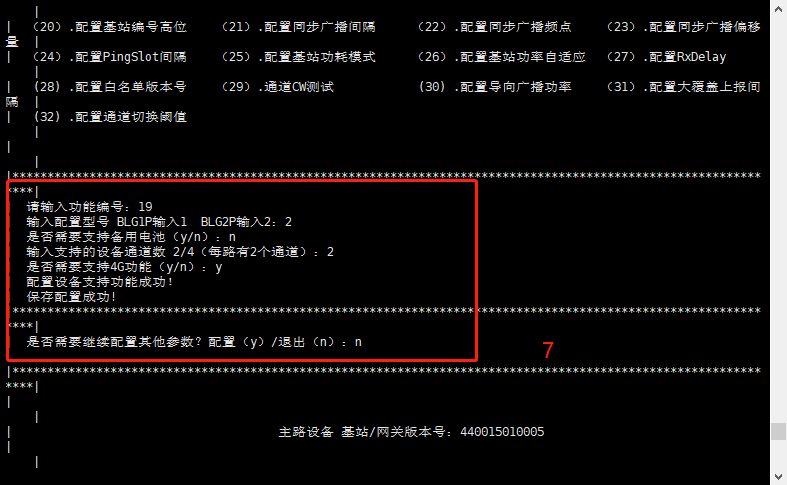 |
|  （20）.配置基站编号高位  （21）.配置同步广播间隔  （22）.配置同步广播频点  （23）.配置同步广播偏移
量  |
|  （24）.配置PingSlot间隔  （25）.配置基站功耗模式  （26）.配置基站功率自适应  （27）.配置RxDelay
|
|  (28) .配置白名单版本号  （29）.通道CW测试  (30) .配置导向广播功率  （31）.配置大覆盖上报间
隔  |
|  (32) .配置通道切换阈值
|
|
|
|***********************************************************************************************************
****|
请输入功能编号：19
输入配置型号 BLG1P输入1  BLG2P输入2：2
是否需要支持备用电池（y/n）：n
输入支持的设备通道数 2/4（每路有2个通道）：2
是否需要支持4G功能（y/n）：y
配置设备支持功能成功！
保存配置成功！
|***********************************************************************************************************
****|
是否需要继续配置其他参数？配置（y）/退出（n）：n
7
|***********************************************************************************************************
****|
|
|
|  主路设备 基站/网关版本号：440015010005
|
|